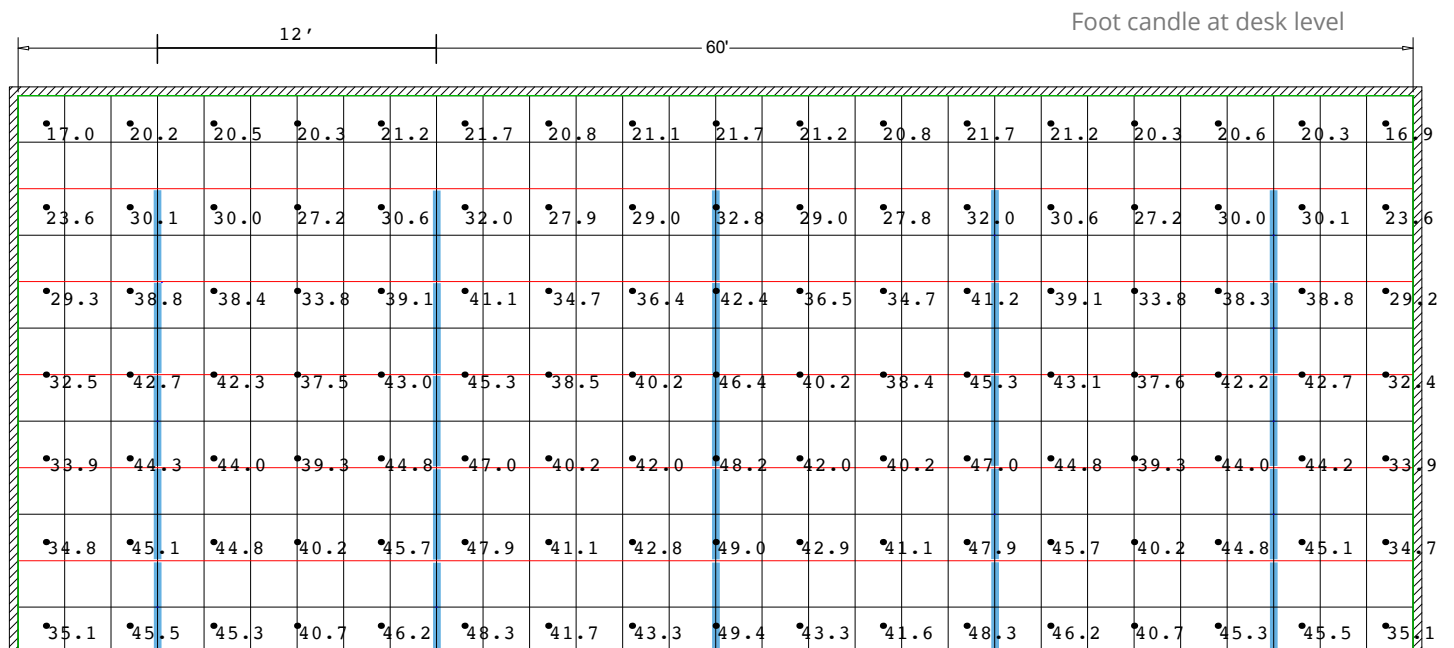 Foot candle at desk level
12′
60'
17.0 20.2 20.5 20.3 21.2 21.7 20.8 21.1 21.7 21.2 20.8 21.7 21.2 20.3 20.6 20.3 16.9
23.6 30.1 30.0 27.2 30.6 32.0 27.9 29.0 32.8 29.0 27.8 32.0 30.6 27.2 30.0 30.1 23.6
29.3 38.8 38.4 33.8 39.1 41.1 34.7 36.4 42.4 36.5 34.7 41.2 39.1 33.8 38.3 38.8 29.2
32.5 42.7 42.3 37.5 43.0 45.3 38.5 40.2 46.4 40.2 38.4 45.3 43.1 37.6 42.2 42.7 32.4
33.9 44.3 44.0 39.3 44.8 47.0 40.2 42.0 48.2 42.0 40.2 47.0 44.8 39.3 44.0 44.2 33.9
34.8 45.1 44.8 40.2 45.7 47.9 41.1 42.8 49.0 42.9 41.1 47.9 45.7 40.2 44.8 45.1 34.7
35.1 45.5 45.3 40.7 46.2 48.3 41.7 43.3 49.4 43.3 41.6 48.3 46.2 40.7 45.3 45.5 35.1